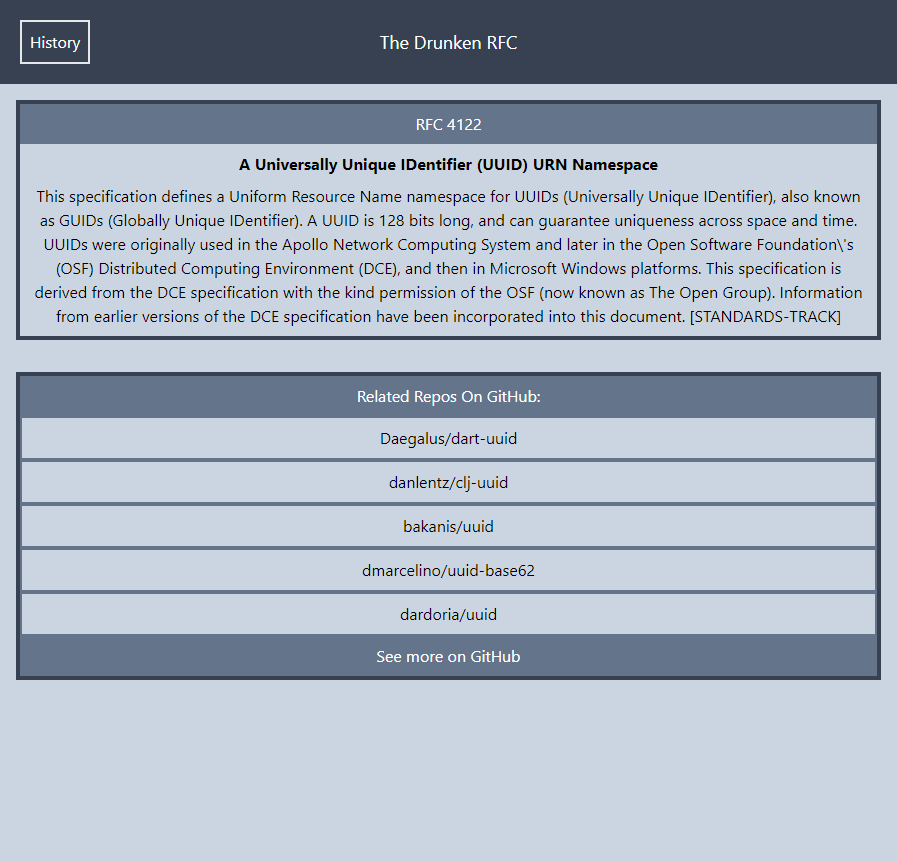 History
The Drunken RFC
RFC 4122
A Universally Unique IDentifier (UUID) URN Namespace
This specification defines a Uniform Resource Name namespace for UUIDs (Universally Unique IDentifier), also known
as GUIDs (Globally Unique IDentifier). A UUID is 128 bits long, and can guarantee uniqueness across space and time.
UUIDs were originally used in the Apollo Network Computing System and later in the Open Software Foundation\'s
(OSF) Distributed Computing Environment (DCE), and then in Microsoft Windows platforms. This specification is
derived from the DCE specification with the kind permission of the OSF (now known as The Open Group). Information
from earlier versions of the DCE specification have been incorporated into this document. [STANDARDS-TRACK]
Related Repos On GitHub:
Daegalus/dart-uuid
danlentz/clj-uuid
bakanis/uuid
dmarcelino/uuid-base62
dardoria/uuid
See more on GitHub